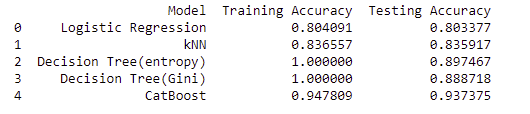 Model Training Accuracy Testing Accuracy
0 Logistic Regression 0.804091 0.803377
1 kNN 0.836557 0.835917
2 Decision Tree(entropy) 1.000000 0.897467
3 Decision Tree(Gini) 1.000000 0.888718
4 CatBoost 0.947809 0.937375